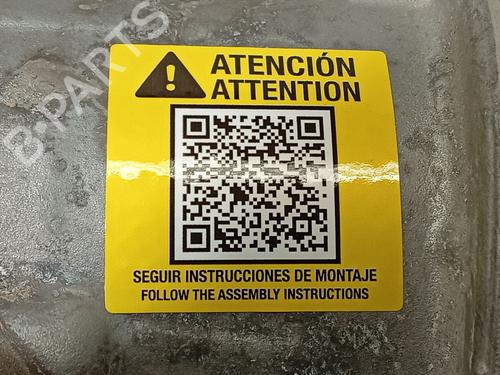 B-PARTS
ATENCIÓN
ATTENTION
SEGUIR INSTRUCCIONES DE MONTAJE
FOLLOW THE ASSEMBLY INSTRUCTIONS